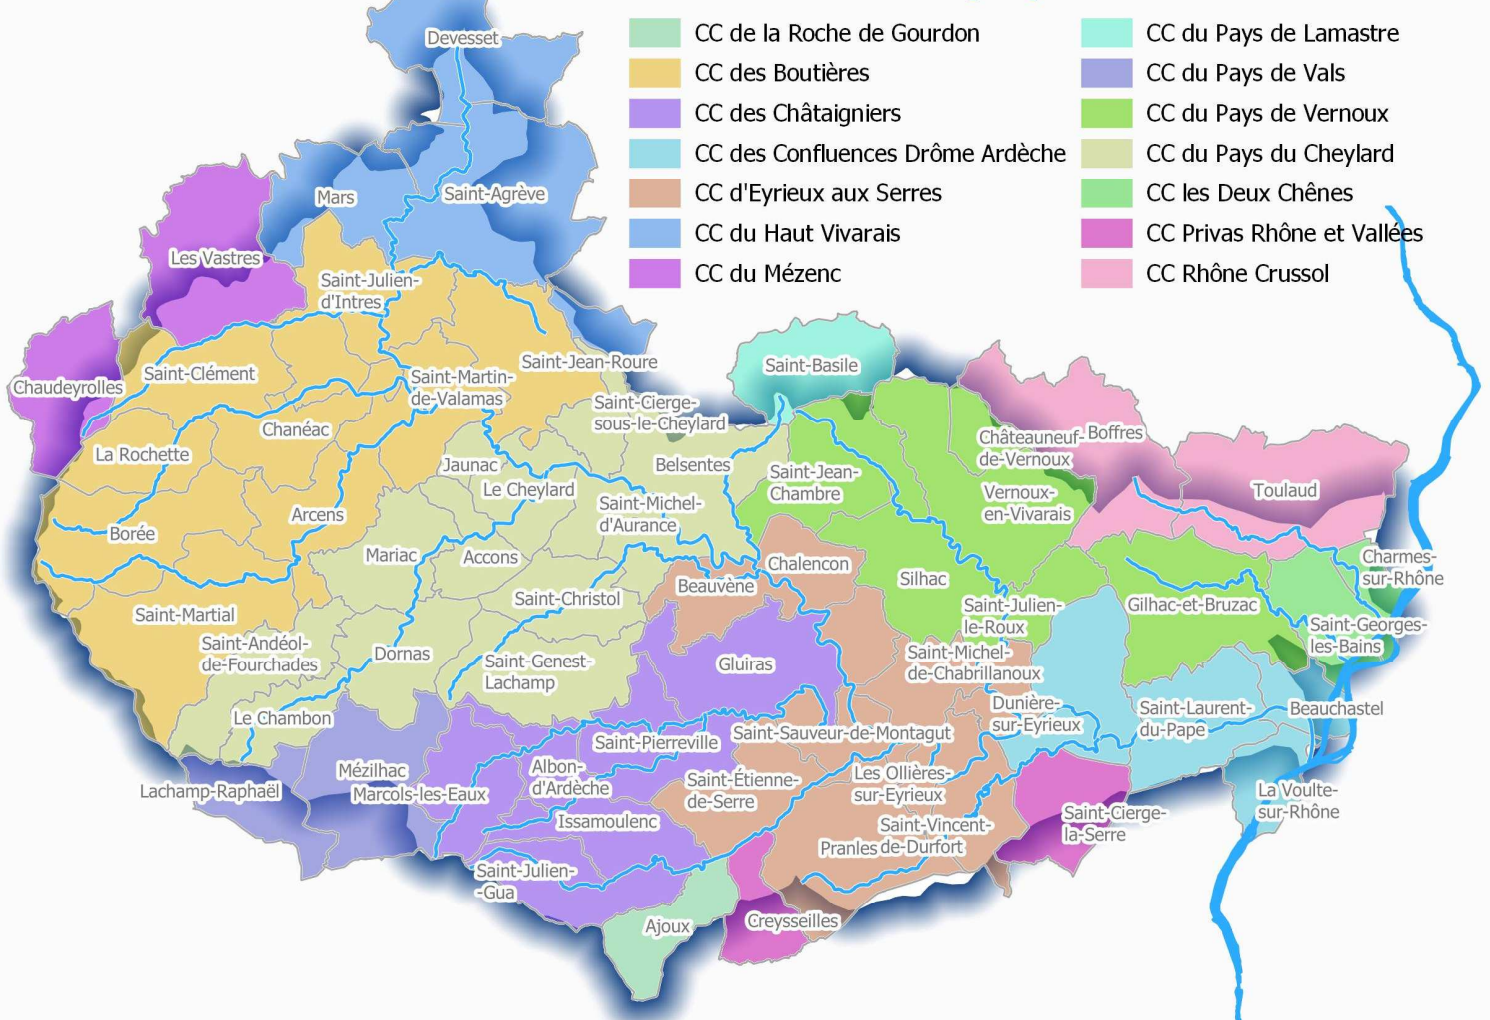 CC de la Roche de Gourdon
CC des Boutières
CC des Châtaigniers
CC des Confluences Drôme Ardèche
CC d'Eyrieux aux Serres
CC du Haut Vivarais
CC du Mézenc
CC du Pays de Lamastre
CC du Pays de Vals
CC du Pays de Vernoux
CC du Pays du Cheylard
CC les Deux Chênes
CC Privas Rhône et Vallées
CC Rhône Crussol
Devesset
Mars
Saint-Agrève
Les Vastres
Saint-Julien-
d'Intres
Chaudeyrolles
Saint-Clément
Saint-Jean-Roure
Saint-Basile
Saint-Martin-
de-Valamas
Saint-Cierge-
sous-le-Cheylard
Chanéac
La Rochette
Jaunac
Belsentes
Châteauneuf-
de-Vernoux
Boffres
Le Cheylard
Saint-Jean-
Chambre
Toulaud
Vernoux-
en-Vivarais
Saint-Michel-
d'Aurance
Arcens
Borée
Mariac
Accons
Chalencon
Charmes-
sur-Rhône
Beauvène
Silhac
Saint-Christol
Saint-Julien-
le-Roux
Gilhac-et-Bruzac
Saint-Martial
Saint-Georges-
les-Bains
Saint-Andéol-
de-Fourchades
Dornas
Saint-Genest-
Lachamp
Gluiras
Saint-Michel-
de-Chabrillanoux
Le Chambon
Dunière-
sur-Eyrieux
Saint-Laurent-
du-Pape
Beauchastel
Saint-Pierreville
Saint-Sauveur-de-Montagut
Mézilhac
Albon-
d'Ardèche
Saint-Étienne-
de-Serre
Les Ollières-
sur-Eyrieux
Lachamp-Raphaël
Marcols-les-Eaux
La Voulte-
sur-Rhône
Issamoulenc
Saint-Cierge-
la-Serre
Saint-Vincent-
de-Durfort
Pranles
Saint-Julien-
-Gua
Ajoux
Creysseilles